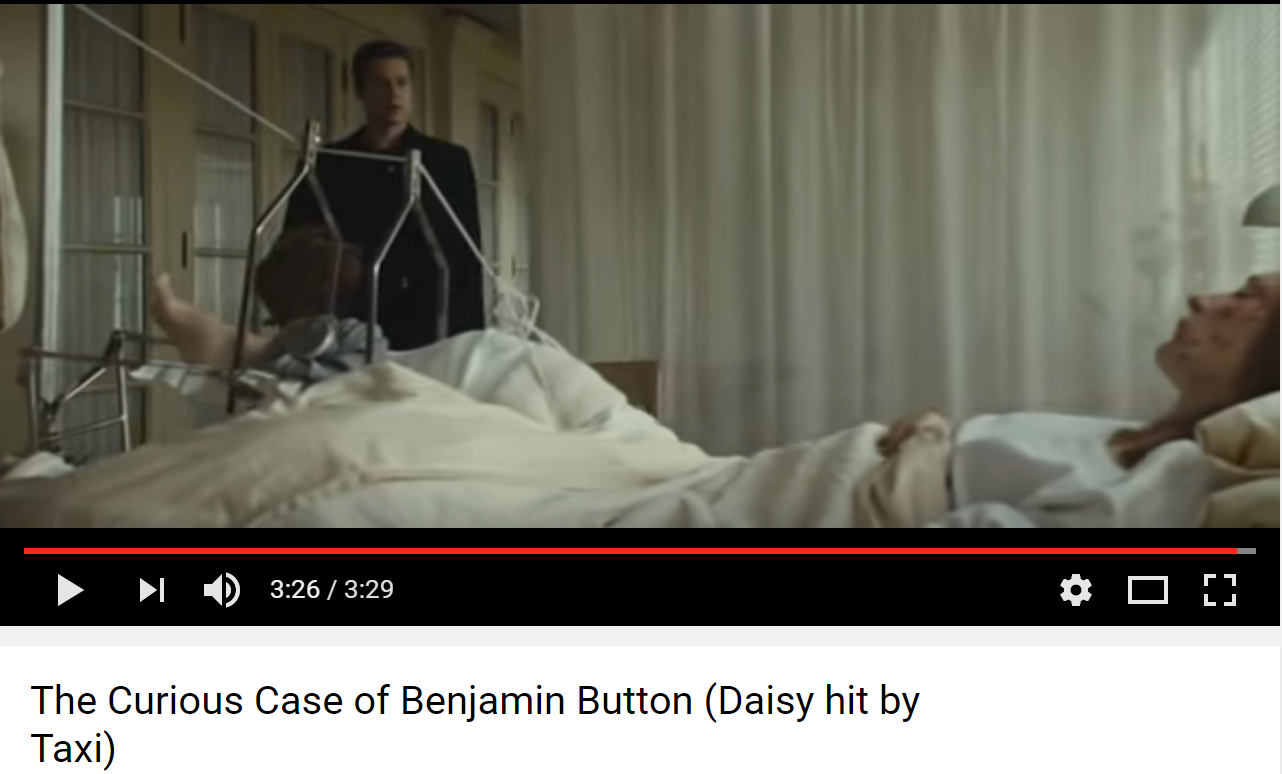 3:26 / 3:29
The Curious Case of Benjamin Button (Daisy hit by
Taxi)